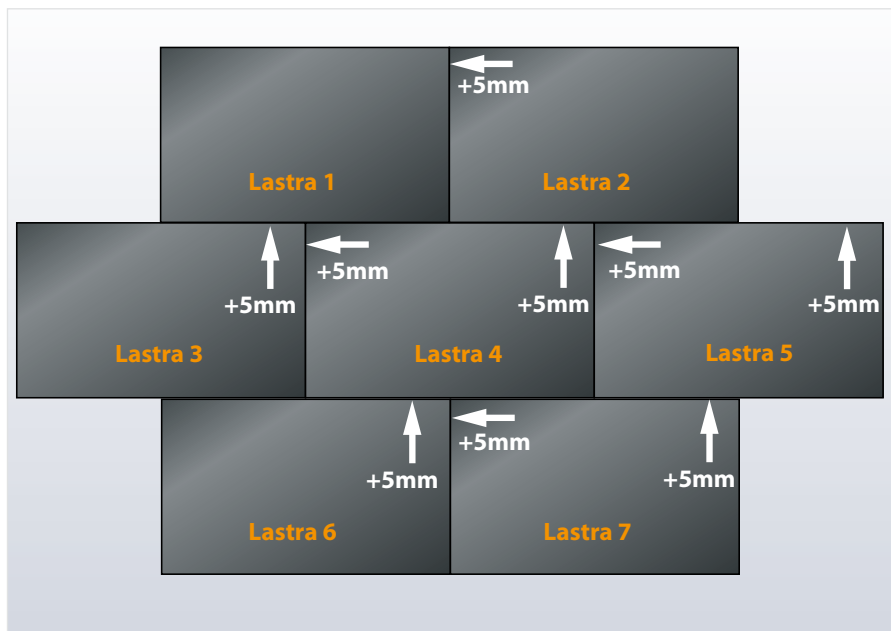 +5mm
Lastra 1
Lastra 2
+5mm
+5mm
+5mm
+5mm
+5mm
Lastra 3
Lastra 4
Lastra 5
+5mm
+5mm
+5mm
Lastra 6
Lastra 7